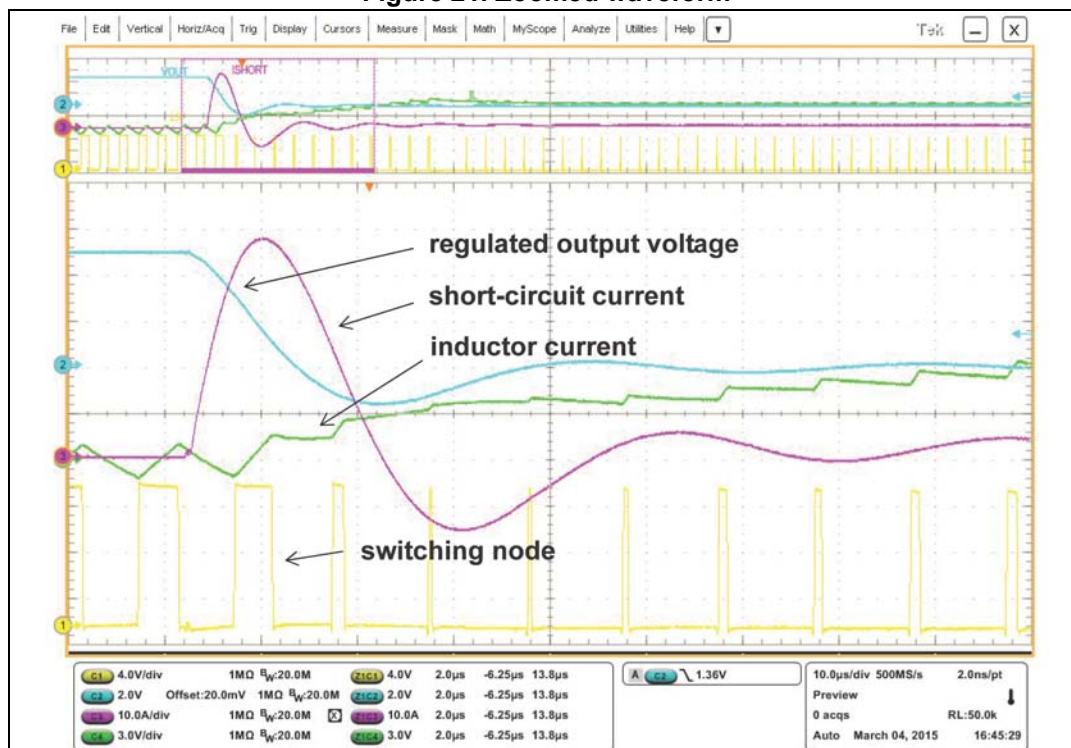 Figure 21. Zoomed waveform
File Edit Vertical Horiz/Acq Trig Display Cursors Measure Mask Math MyScope Analyze Utilities Help
Tek
VOUT ISHORT
2
3
1
regulated output voltage
short-circuit current
inductor current
2
3
switching node
1
C1 4.0V/div 1MΩ BW:20.0M
C2 2.0V Offset:20.0mV 1MΩ BW:20.0M
C3 10.0A/div 1MΩ BW:20.0M
C4 3.0V/div 1MΩ BW:20.0M
Z1C1 4.0V 2.0µs -6.25µs 13.8µs
Z1C2 2.0V 2.0µs -6.25µs 13.8µs
Z1C3 10.0A 2.0µs -6.25µs 13.8µs
Z1C4 3.0V 2.0µs -6.25µs 13.8µs
A C2 1.36V
10.0µs/div 500MS/s 2.0ns/pt
Preview
0 acqs RL:50.0k
Auto March 04, 2015 16:45:29